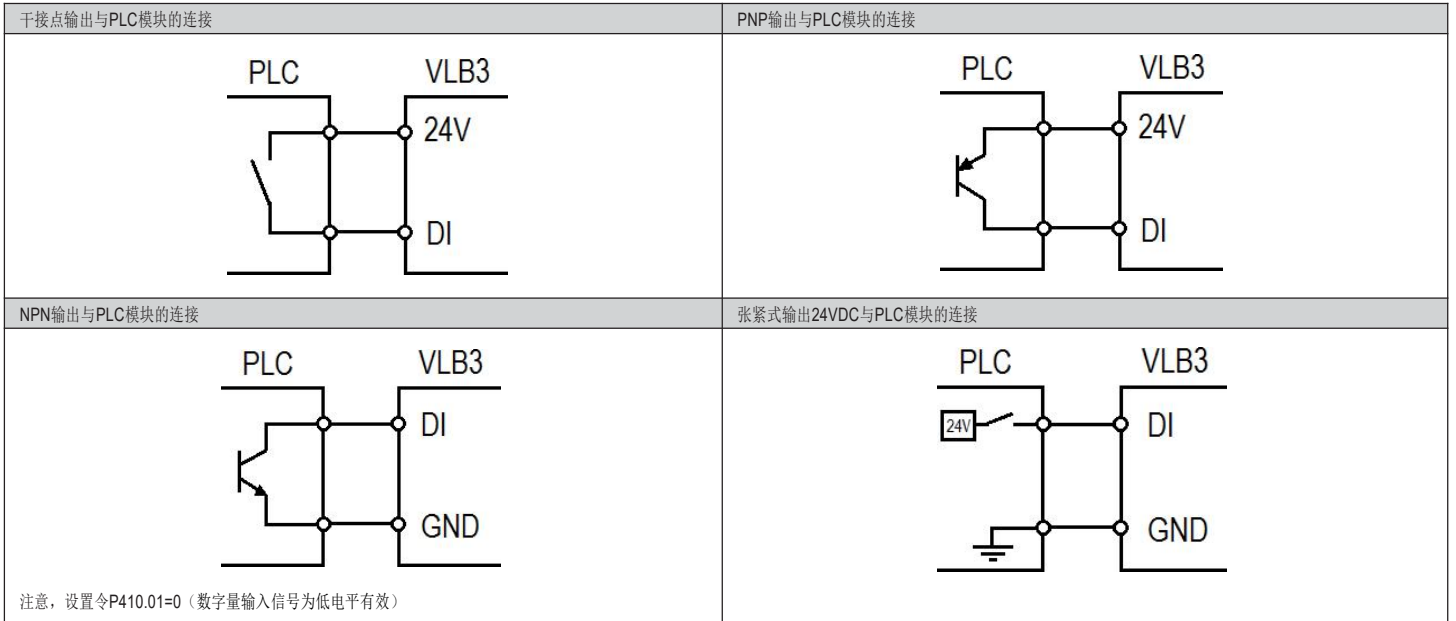 干接点输出与PLC模块的连接
PNP输出与PLC模块的连接
PLC VLB3
24V
DI
PLC VLB3
24V
DI
NPN输出与PLC模块的连接
张紧式输出24VDC与PLC模块的连接
PLC VLB3
DI
GND
注意，设置令P410.01=0（数字量输入信号为低电平有效）
PLC VLB3
24V DI
GND